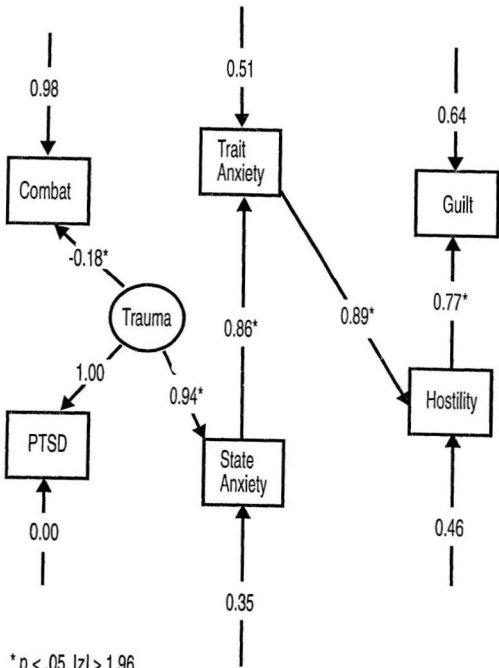 0.98
0.51
0.64
Combat
Trait
Anxiety
Guilt
-0.18*
Trauma
0.86*
0.89*
0.77*
1.00
0.94*
Hostility
PTSD
State
Anxiety
0.00
0.46
0.35
* p < .05, |z| > 1.96